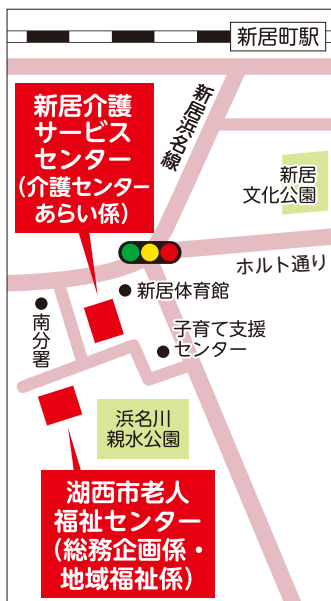 新居町駅
新居浜名線
新居介護
サービス
センター
(介護センター
あらい係)
新居
文化公園
ホルト通り
新居体育館
南分署
子育て支援
センター
浜名川
親水公園
湖西市老人
福祉センター
(総務企画係・
地域福祉係)